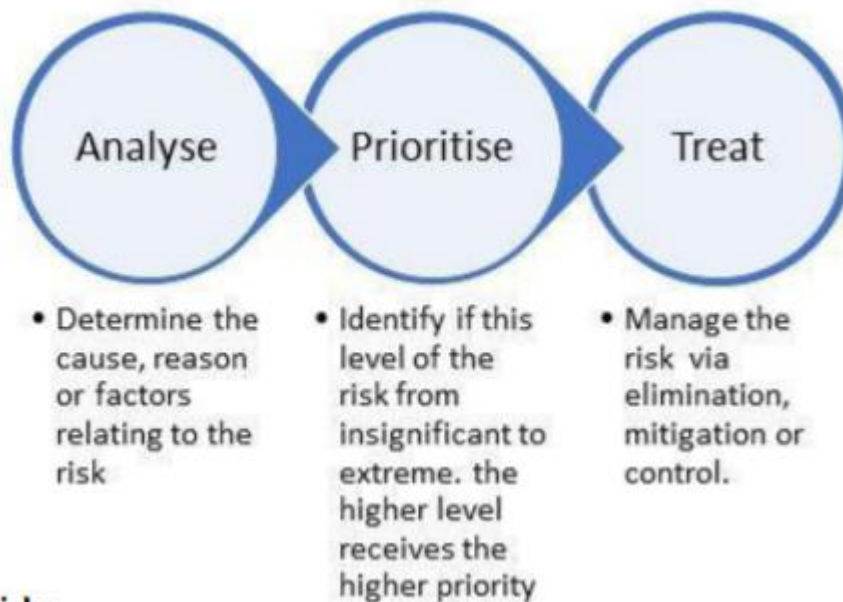 Analyse
Prioritise
Treat
• Determine the
cause, reason
or factors
relating to the
risk
• Identify if this
level of the
risk from
insignificant to
extreme. the
higher level
receives the
higher priority
• Manage the
risk via
elimination,
mitigation or
control.